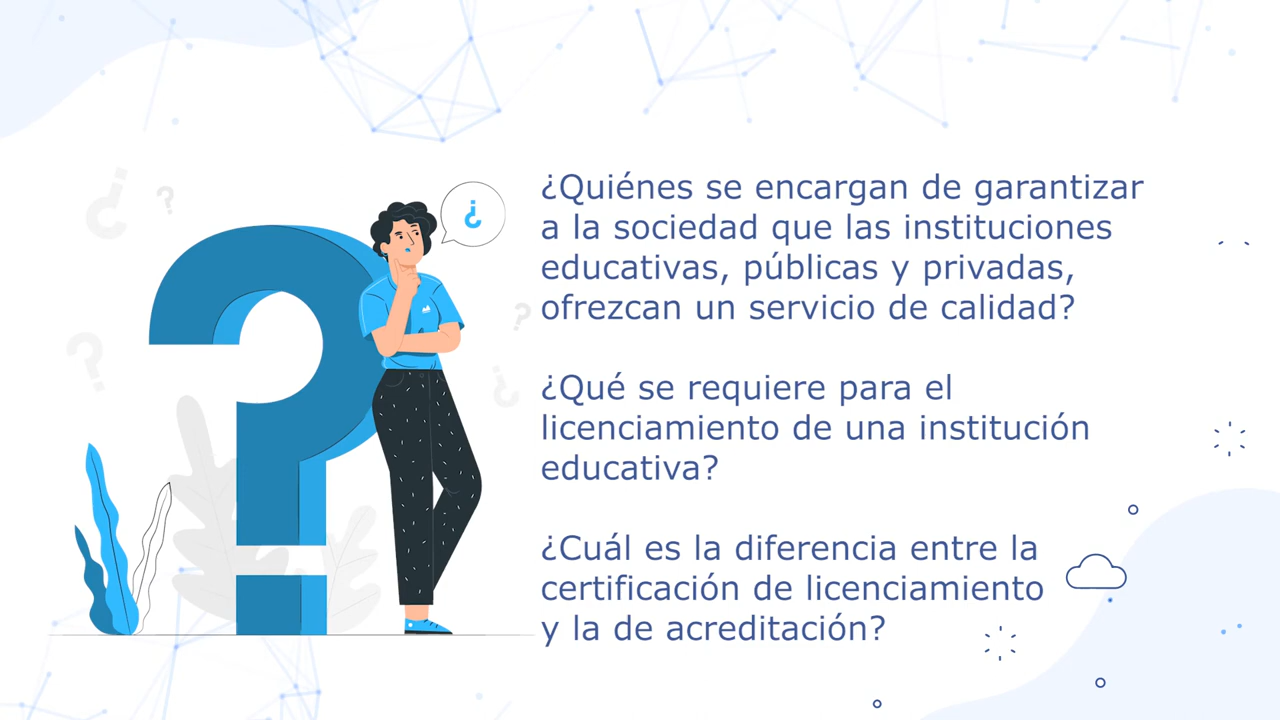 ¿Quiénes se encargan de garantizar
a la sociedad que las instituciones
educativas, públicas y privadas,
ofrezcan un servicio de calidad?
¿Qué se requiere para el
licenciamiento de una institución
educativa?
¿Cuál es la diferencia entre la
certificación de licenciamiento
y la de acreditación?